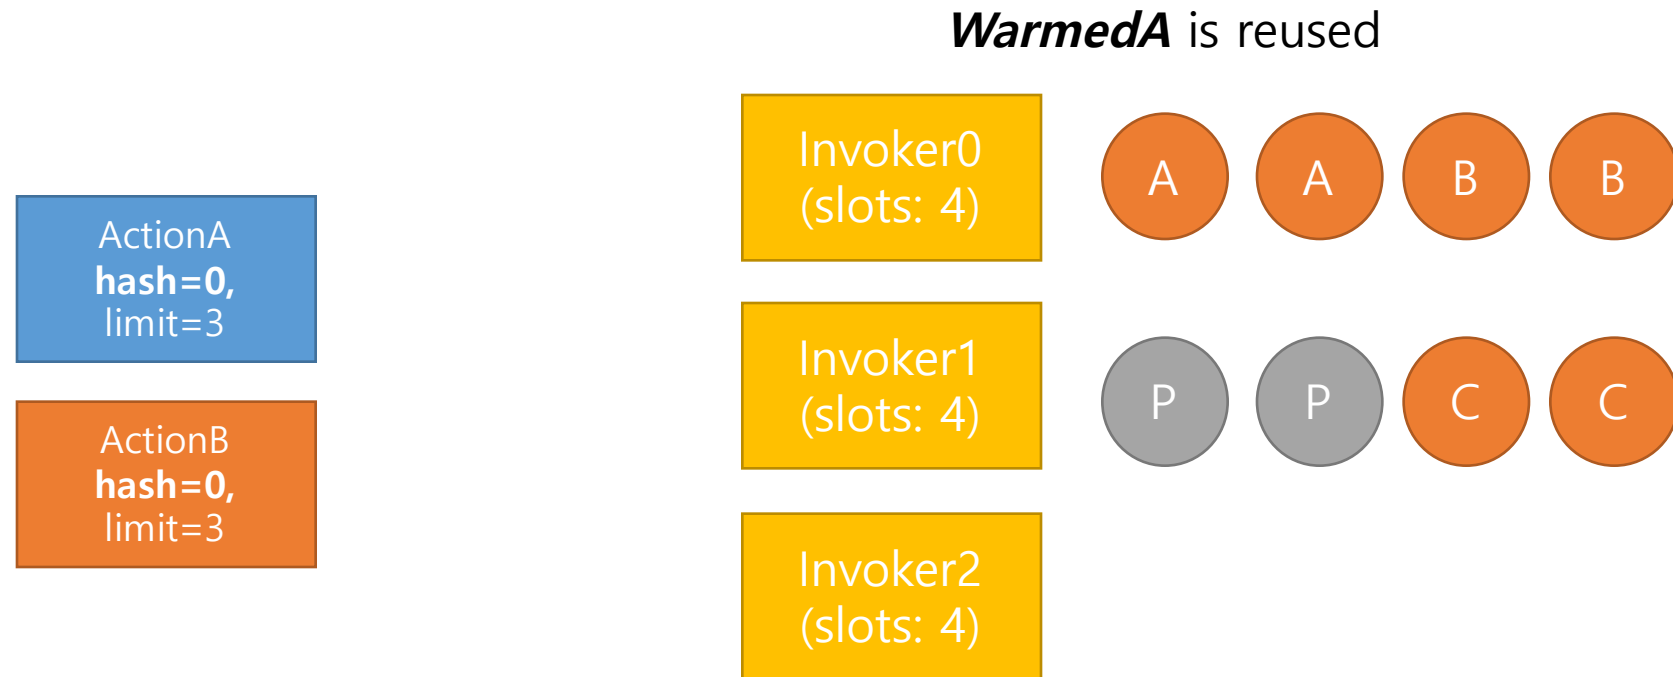 WarmedA is reused
ActionA
hash=0,
limit=3
ActionB
hash=0,
limit=3
Invoker0
(slots: 4)
A A B B
Invoker1
(slots: 4)
P P C C
Invoker2
(slots: 4)